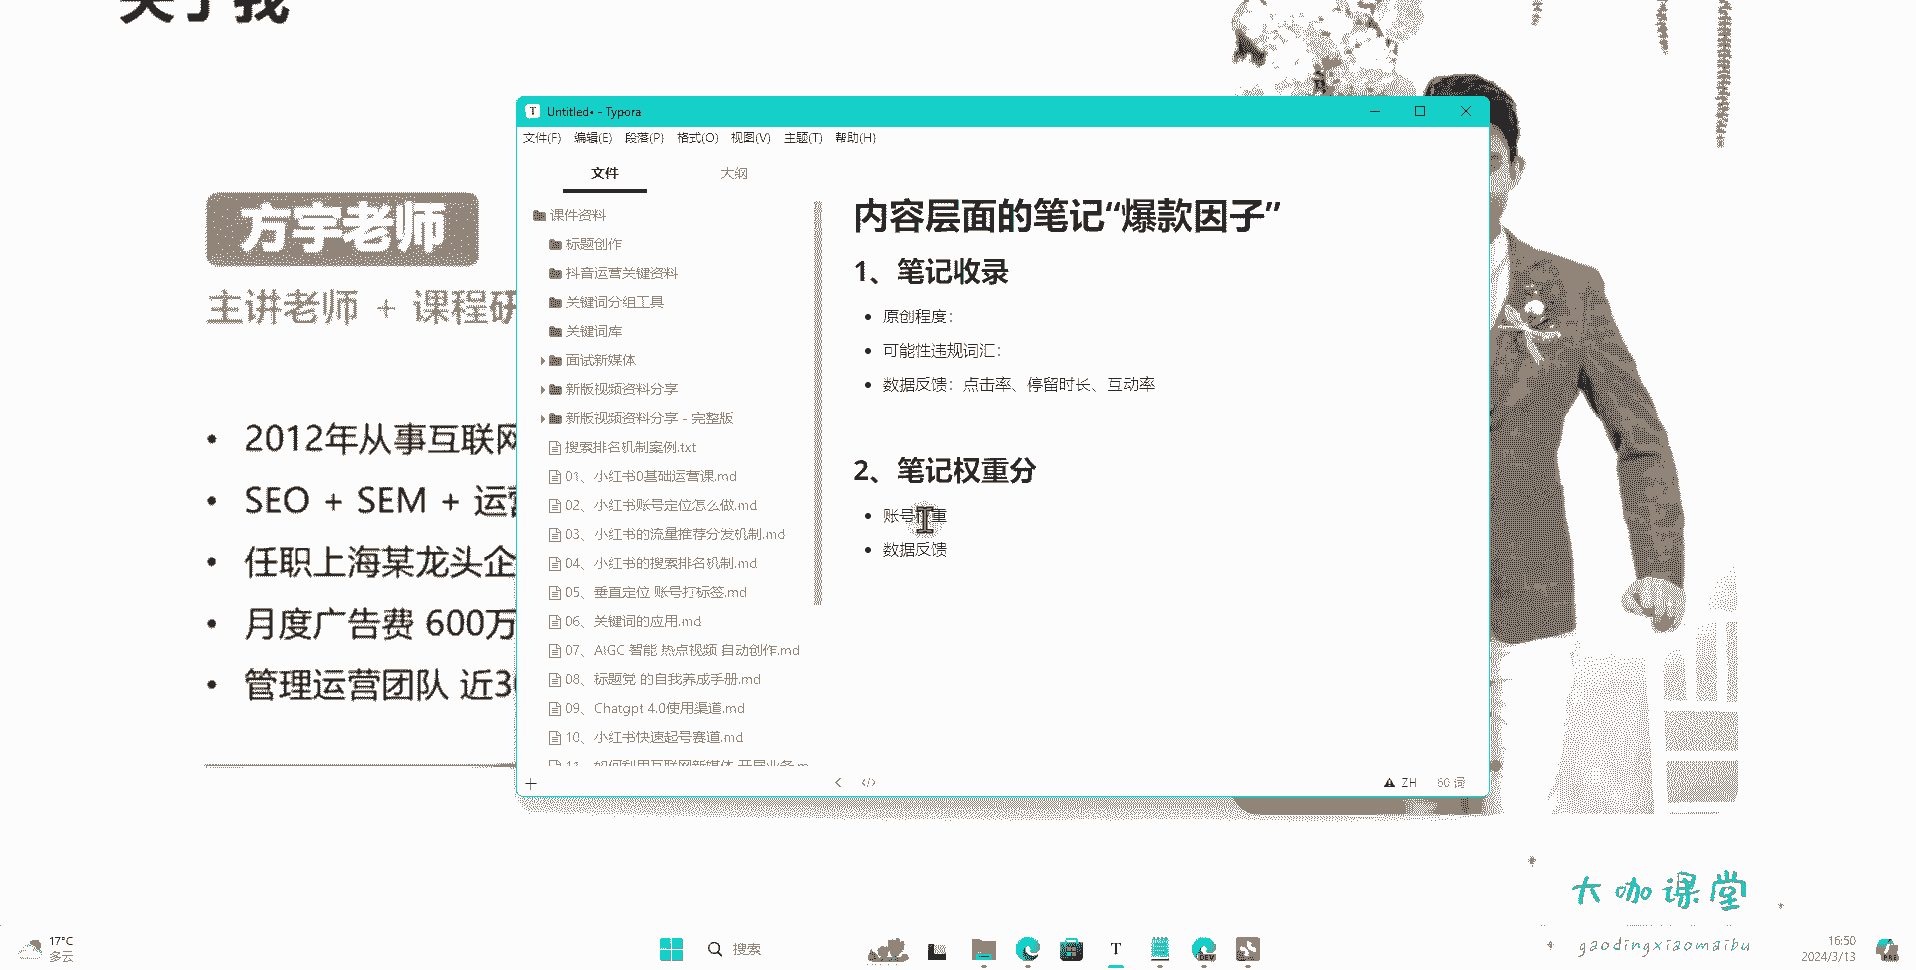 关于我
方宇老师
主讲老师 + 课程研
2012年从事互联网
SEO + SEM + 运营
任职上海某龙头企
月度广告费 600万
管理运营团队 近30
Untitled• - Typora
文件(F) 编辑(E) 段落(P) 格式(O) 视图(V) 主题(T) 帮助(H)
文件 大纲
课件资料
标题创作
抖音运营关键资料
关键词分组工具
关键词库
面试新媒体
新版视频资料分享
新版视频资料分享 - 完整版
搜索排名机制案例.txt
01、小红书0基础运营课.md
02、小红书账号定位怎么做.md
03、小红书的流量推荐分发机制.md
04、小红书的搜索排名机制.md
05、垂直定位 账号打标签.md
06、关键词的应用.md
07、AIGC 智能 热点视频 自动创作.md
08、标题党 的自我养成手册.md
09、Chatgpt 4.0使用渠道.md
10、小红书快速起号赛道.md
11、如何利用互联网新媒体 开展业务.m
内容层面的笔记“爆款因子”
1、笔记收录
原创程度：
可能性违规词汇：
数据反馈：点击率、停留时长、互动率
2、笔记权重分
账号权重
数据反馈
ZH 60 词
大咖课堂
gaodingxiaomaibu
17°C
多云
搜索
16:50
2024/3/13